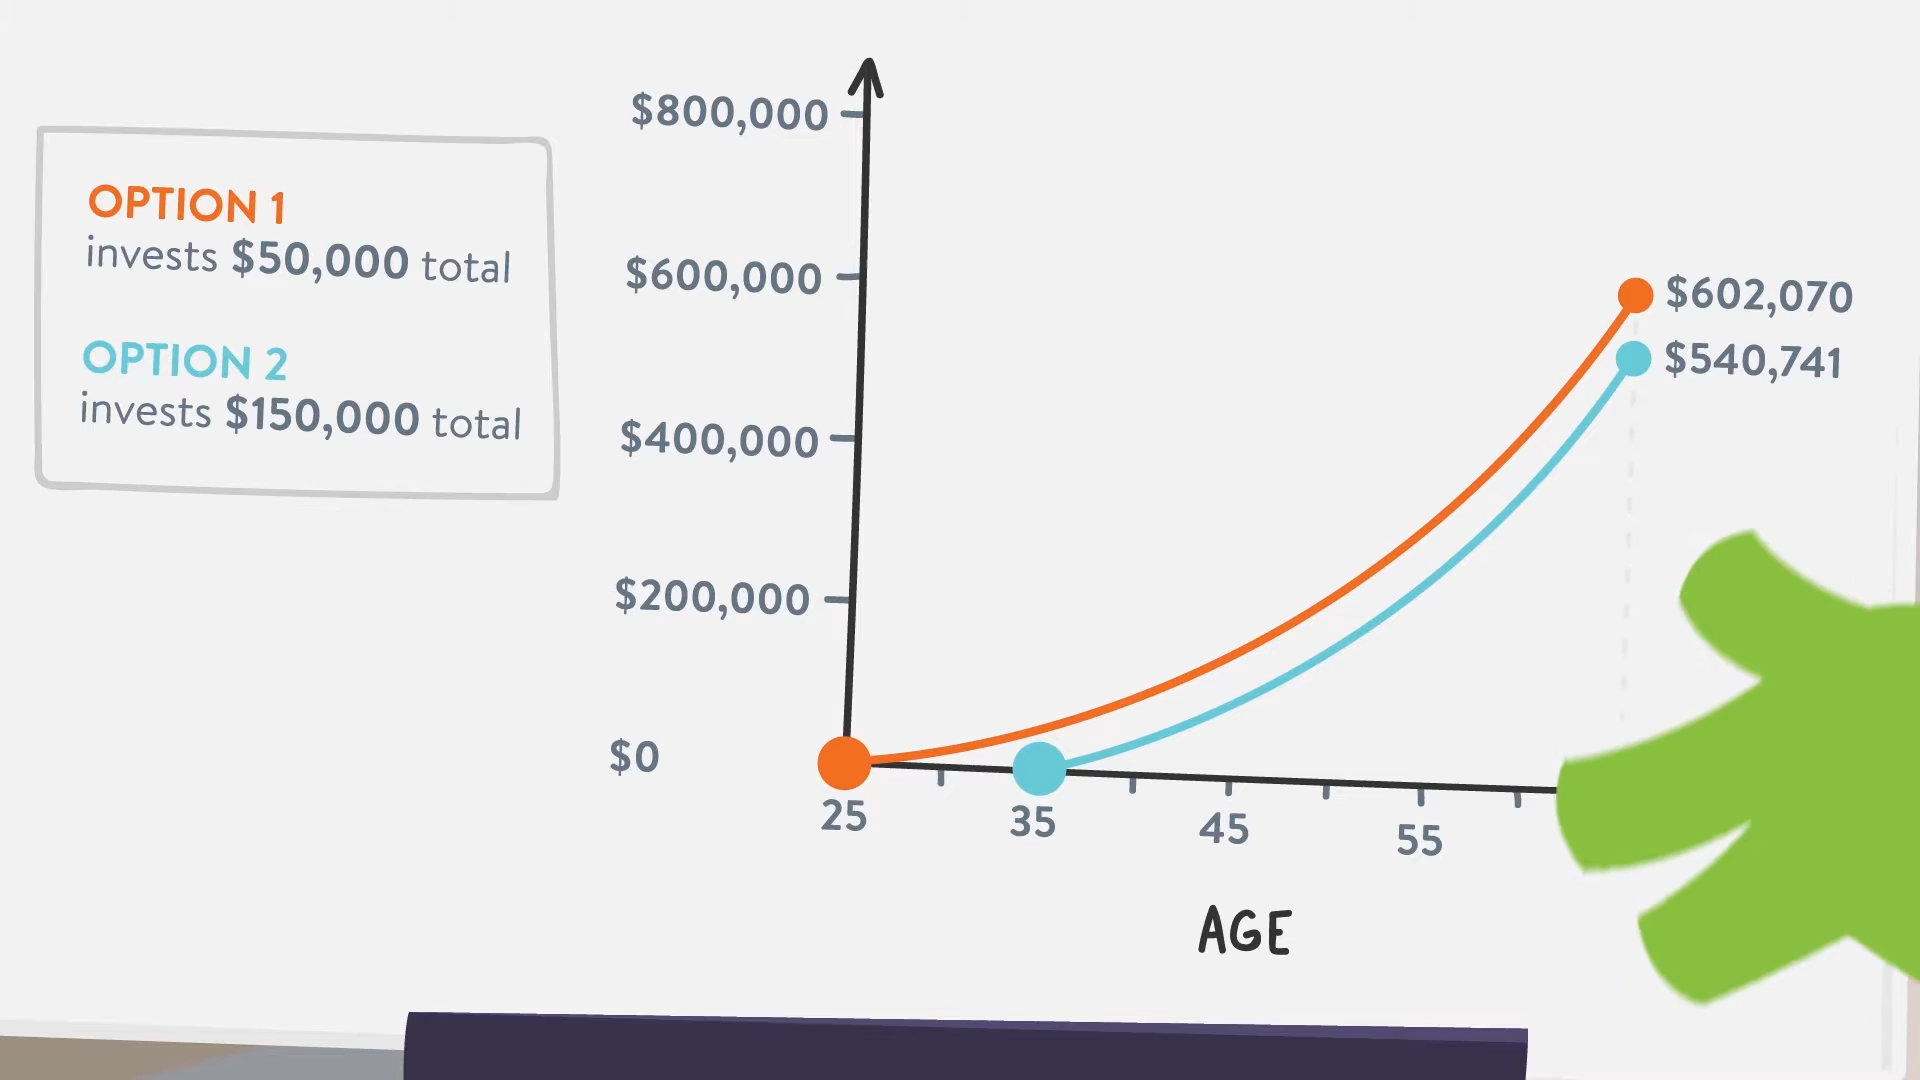 OPTION 1
invests $50,000 total
OPTION 2
invests $150,000 total
$800,000
$600,000
$400,000
$200,000
$0
$602,070
$540,741
25 35 45 55
AGE